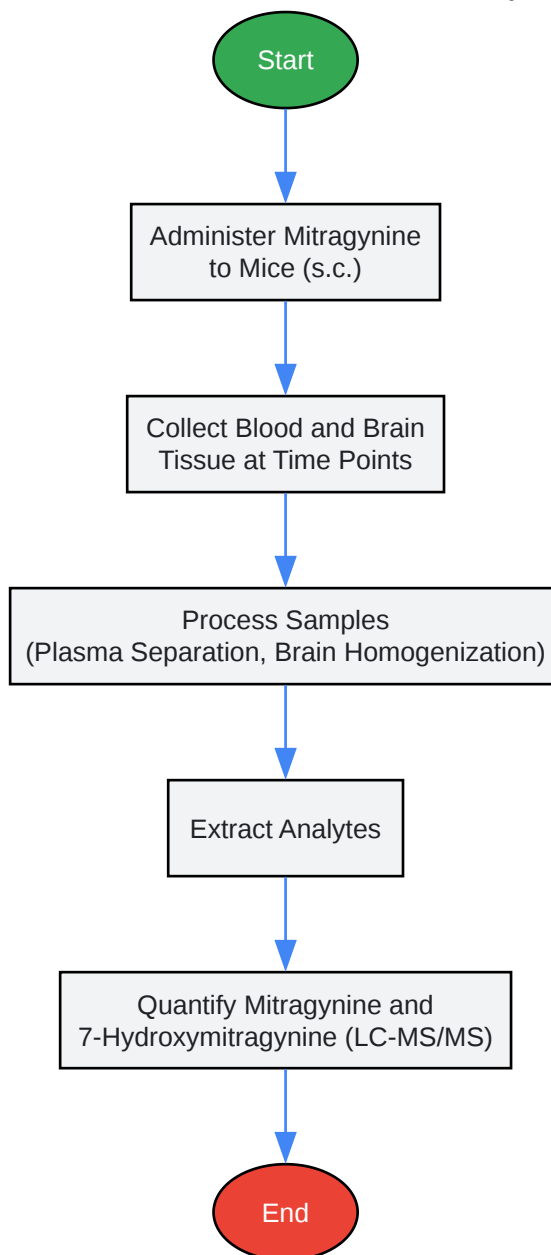 Start
Administer Mitragynine
to Mice (s.c.)
Collect Blood and Brain
Tissue at Time Points
Process Samples
(Plasma Separation, Brain Homogenization)
Extract Analytes
Quantify Mitragynine and
7-Hydroxymitragynine (LC-MS/MS)
End